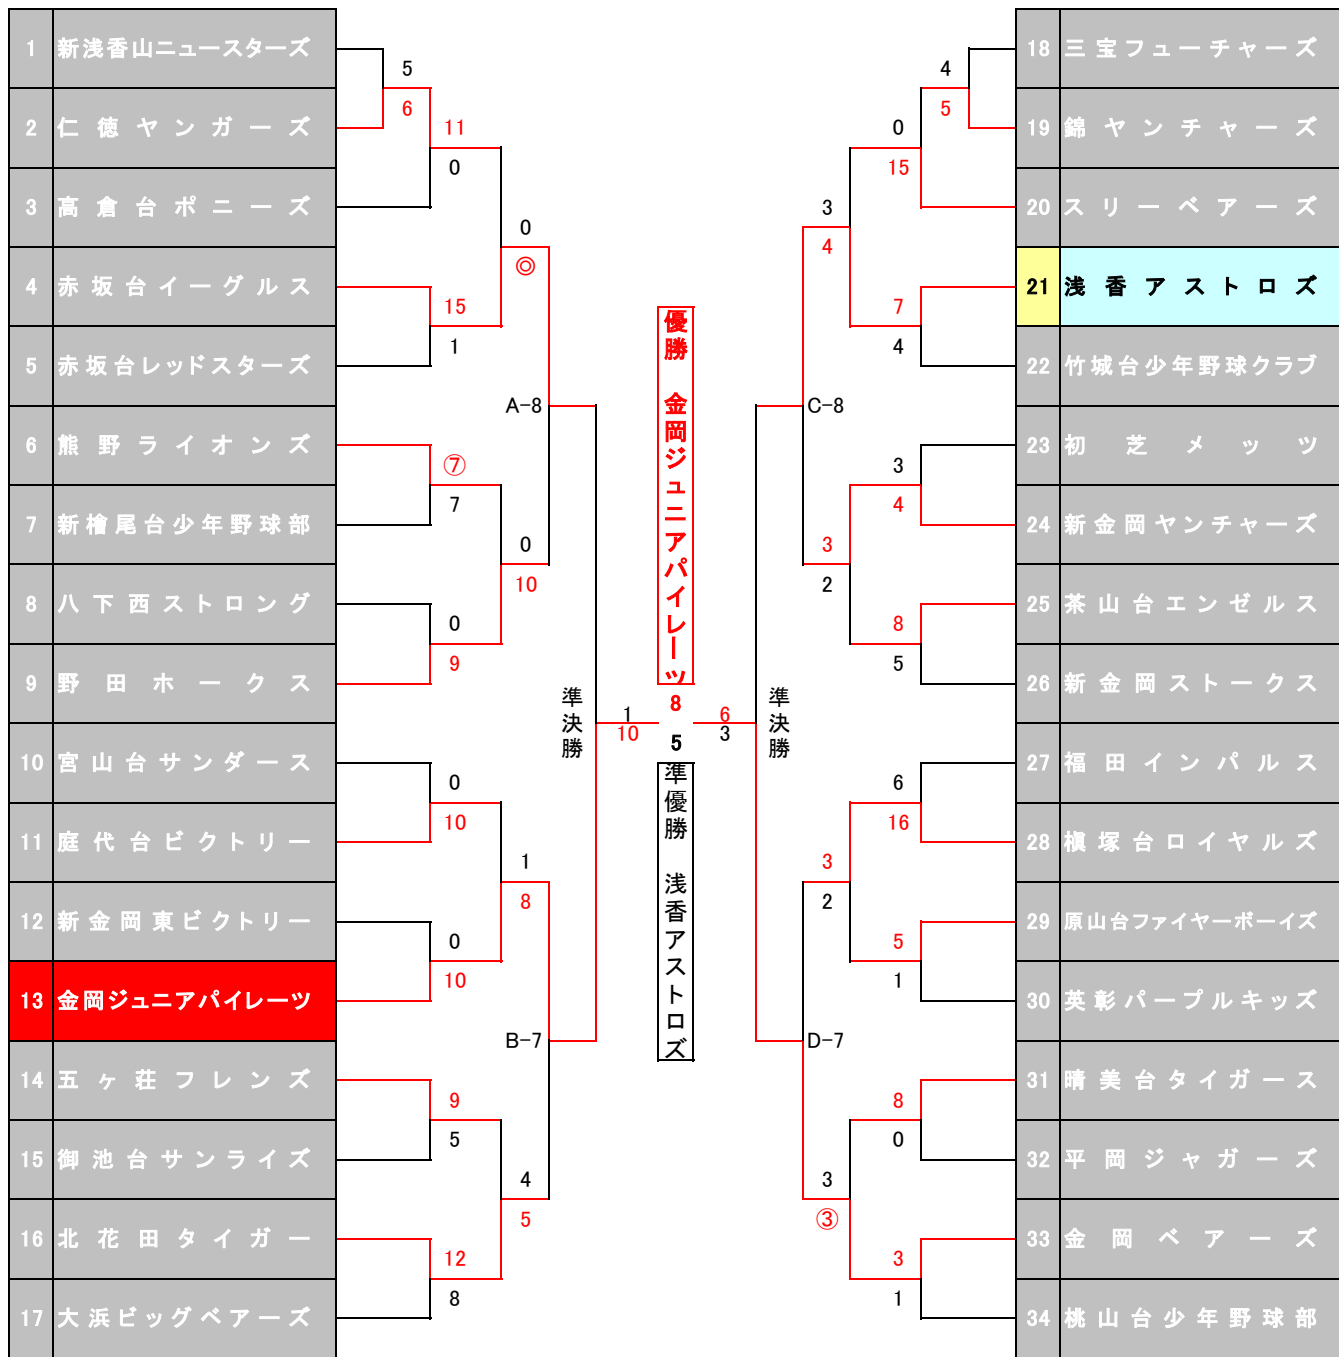 1 新浅香山ニュースターズ
2 仁徳ヤンガーズ
3 高倉台ポニーズ
4 赤坂台イーグルス
5 赤坂台レッドスターズ
6 熊野ライオンズ
7 新檜尾台少年野球部
8 八下西ストロング
9 野田ホークス
10 宮山台サンダース
11 庭代台ビクトリー
12 新金岡東ビクトリー
13 金岡ジュニアパイレーツ
14 五ヶ荘フレンズ
15 御池台サンライズ
16 北花田タイガー
17 大浜ビッグベアーズ
5
6
11
0
15
1
⑦
7
0
9
0
10
0
10
9
5
12
8
0
◎
0
10
1
8
4
5
A-8
B-7
準決勝
1
10
優勝 金岡ジュニアパイレーツ
8
5
準優勝 浅香アストロズ
6
3
準決勝
C-8
D-7
3
4
3
2
3
2
3
③
4
5
0
15
7
4
3
4
8
5
6
16
5
1
8
0
3
1
18 三宝フューチャーズ
19 錦ヤンチャーズ
20 スリーベアーズ
21 浅香アストロズ
22 竹城台少年野球クラブ
23 初芝メッツ
24 新金岡ヤンチャーズ
25 茶山台エンゼルス
26 新金岡ストークス
27 福田インパルス
28 槇塚台ロイヤルズ
29 原山台ファイヤーボーイズ
30 英彰パープルキッズ
31 晴美台タイガース
32 平岡ジャガーズ
33 金岡ベアーズ
34 桃山台少年野球部